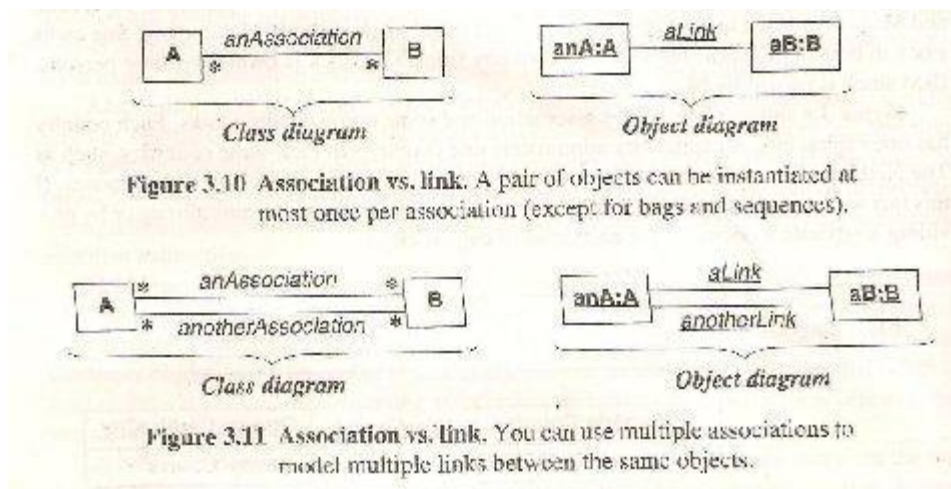 A anAssociation B
* *
Class diagram
anA:A aLink aB:B
Object diagram
Figure 3.10 Association vs. link. A pair of objects can be instantiated at
most once per association (except for bags and sequences).
A * anAssociation * B
* anotherAssociation *
Class diagram
anA:A aLink aB:B
anotherLink
Object diagram
Figure 3.11 Association vs. link. You can use multiple associations to
model multiple links between the same objects.